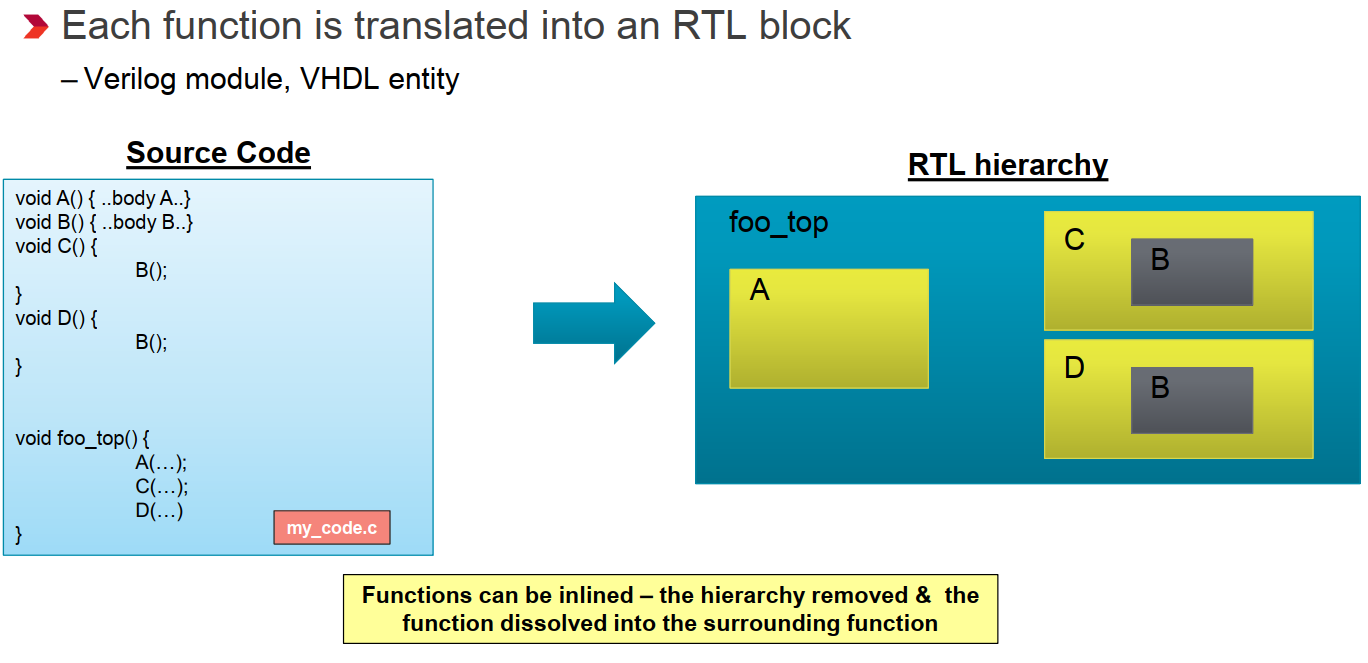 Each function is translated into an RTL block
– Verilog module, VHDL entity
Source Code
void A() { ..body A..}
void B() { ..body B..}
void C() {
B();
}
void D() {
B();
}
void foo_top() {
A(…);
C(…);
D(…)
}
my_code.c
RTL hierarchy
foo_top
A
C
B
D
B
Functions can be inlined – the hierarchy removed & the
function dissolved into the surrounding function